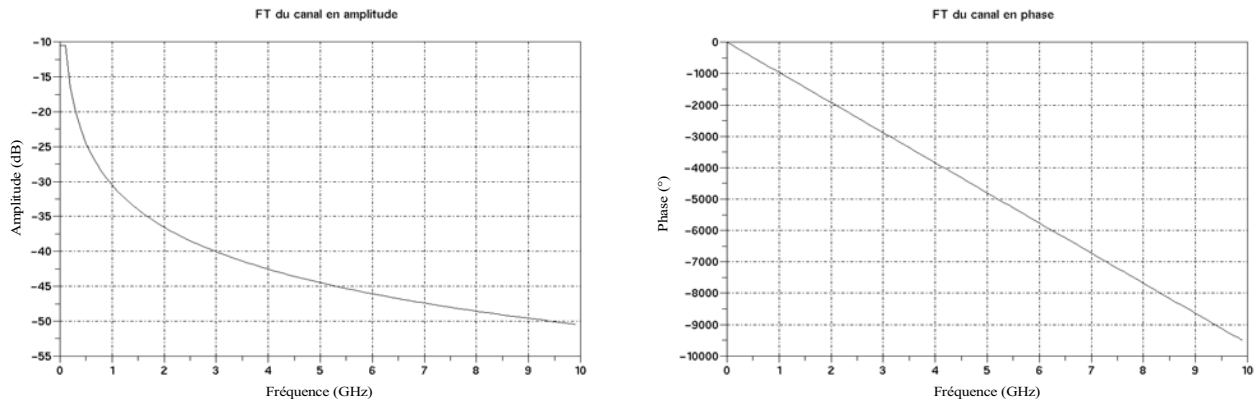 FT du canal en amplitude
-10
-15
-20
-25
-30
-35
-40
-45
-50
-55
Amplitude (dB)
0 1 2 3 4 5 6 7 8 9 10
Fréquence (GHz)
FT du canal en phase
0
-1000
-2000
-3000
-4000
-5000
-6000
-7000
-8000
-9000
-10000
Phase (°)
0 1 2 3 4 5 6 7 8 9 10
Fréquence (GHz)